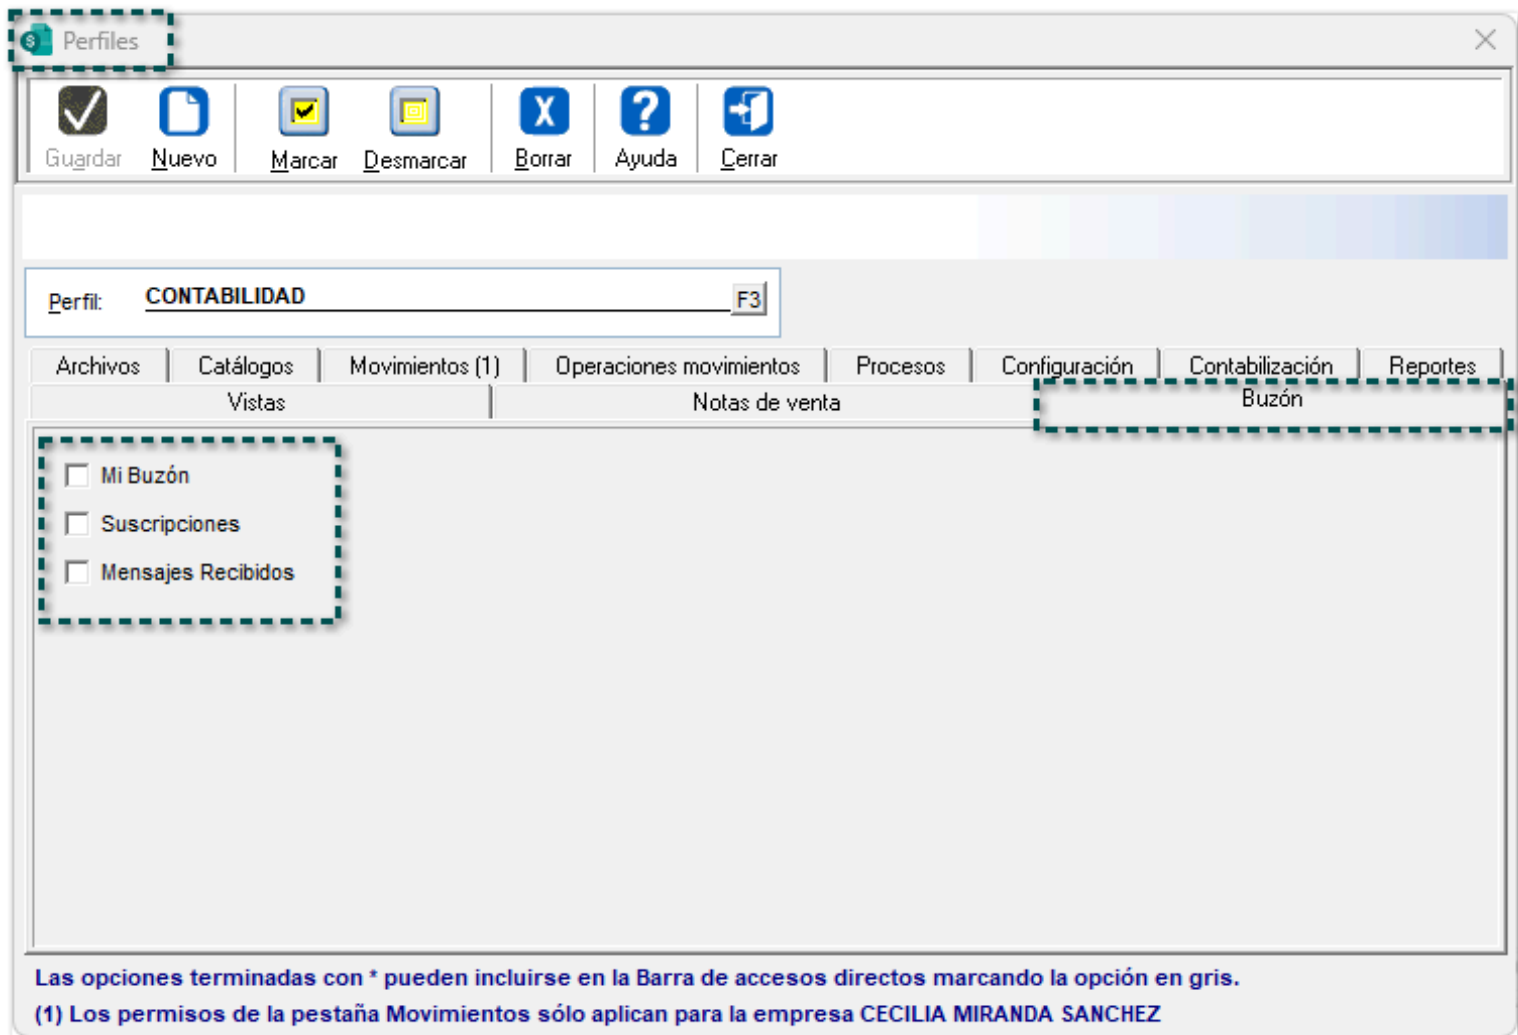 Perfiles
Guardar Nuevo Marcar Desmarcar Borrar Ayuda Cerrar
Perfil: CONTABILIDAD F3
Archivos Catálogos Movimientos (1) Operaciones movimientos Procesos Configuración Contabilización Reportes
Vistas Notas de venta Buzón
Mi Buzón
Suscripciones
Mensajes Recibidos
Las opciones terminadas con * pueden incluirse en la Barra de accesos directos marcando la opción en gris.
(1) Los permisos de la pestaña Movimientos sólo aplican para la empresa CECILIA MIRANDA SANCHEZ